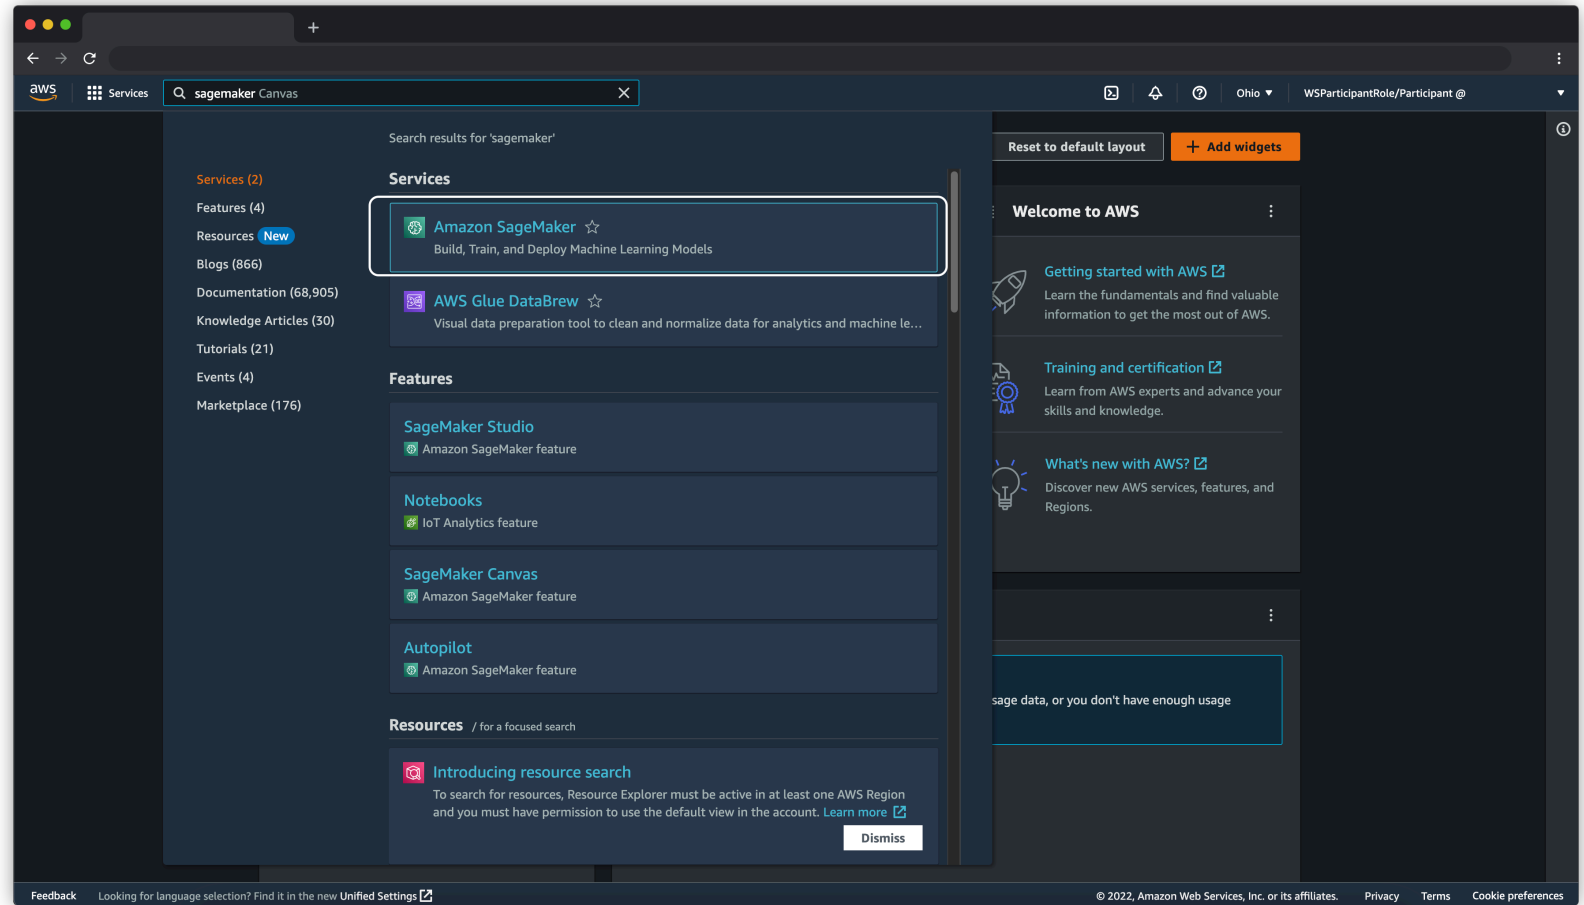 aws
Services
sagemaker Canvas
Ohio
WSParticipantRole/Participant @
Search results for 'sagemaker'
Services (2)
Features (4)
Resources New
Blogs (866)
Documentation (68,905)
Knowledge Articles (30)
Tutorials (21)
Events (4)
Marketplace (176)
Services
Amazon SageMaker
Build, Train, and Deploy Machine Learning Models
AWS Glue DataBrew
Visual data preparation tool to clean and normalize data for analytics and machine le...
Features
SageMaker Studio
Amazon SageMaker feature
Notebooks
IoT Analytics feature
SageMaker Canvas
Amazon SageMaker feature
Autopilot
Amazon SageMaker feature
Resources / for a focused search
Introducing resource search
To search for resources, Resource Explorer must be active in at least one AWS Region
and you must have permission to use the default view in the account. Learn more
Dismiss
Reset to default layout
+ Add widgets
Welcome to AWS
Getting started with AWS
Learn the fundamentals and find valuable
information to get the most out of AWS.
Training and certification
Learn from AWS experts and advance your
skills and knowledge.
What's new with AWS?
Discover new AWS services, features, and
Regions.
sage data, or you don't have enough usage
Feedback
Looking for language selection? Find it in the new Unified Settings
© 2022, Amazon Web Services, Inc. or its affiliates.
Privacy
Terms
Cookie preferences